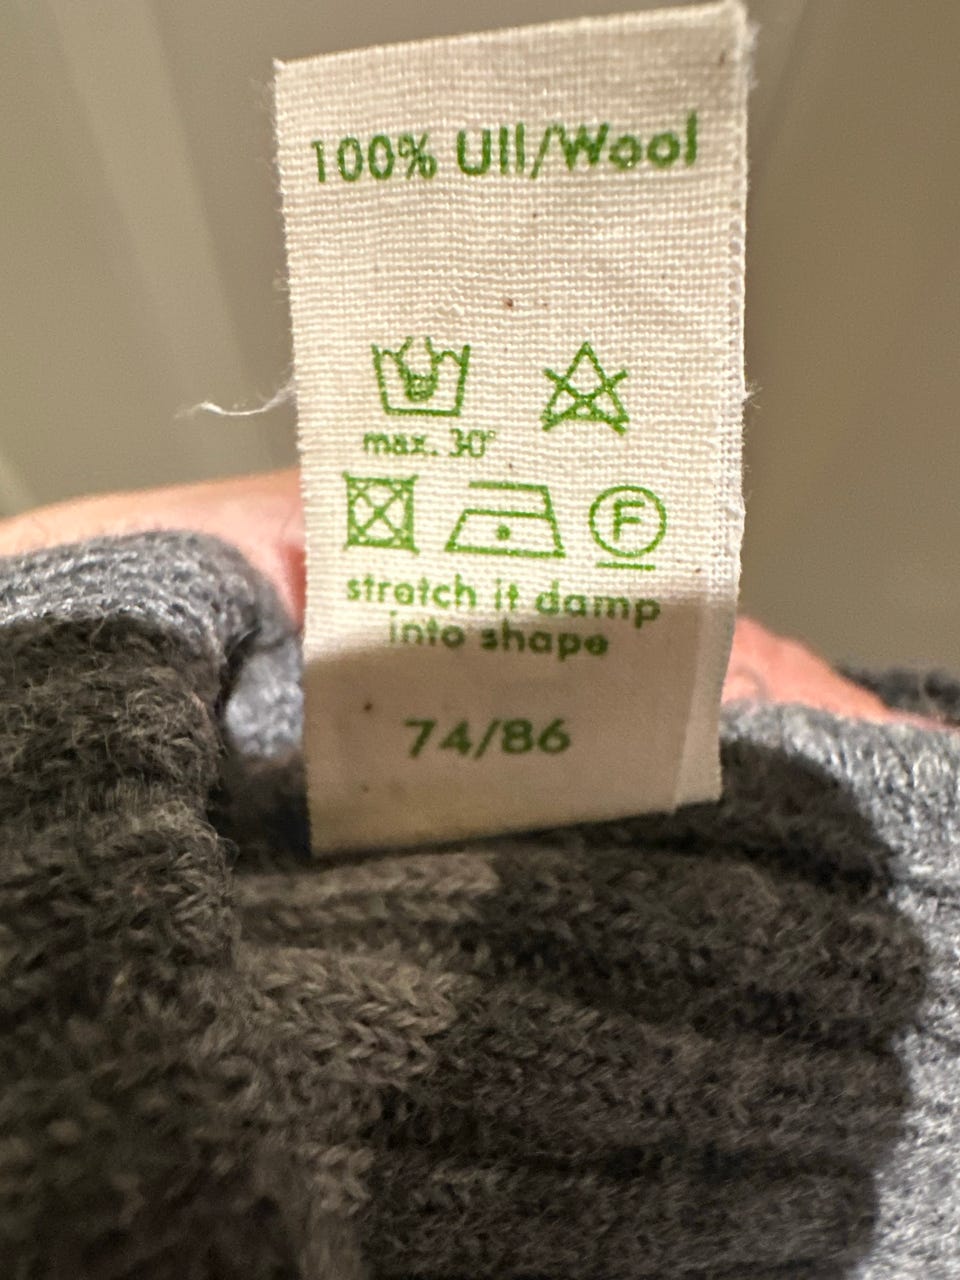 100% Ull/Wool
max. 30°
F
stretch it damp
into shape
74/86